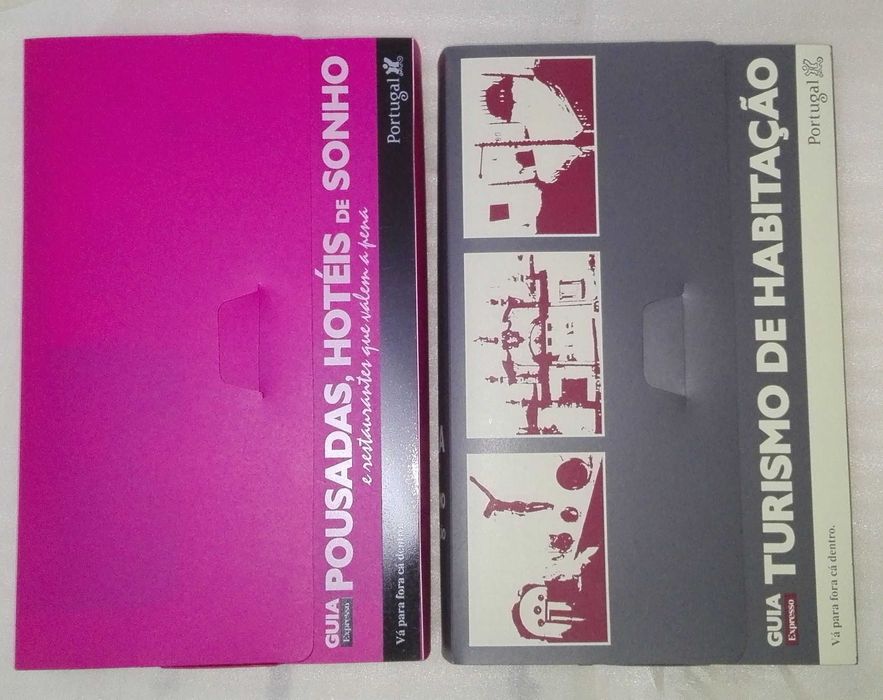 GUIA
Expresso
POUSADAS, HOTÉIS DE SONHO
e restaurantes que valem a pena
Vá para fora cá dentro.
Portugal
GUIA
Expresso
TURISMO DE HABITAÇÃO
Vá para fora cá dentro.
Portugal